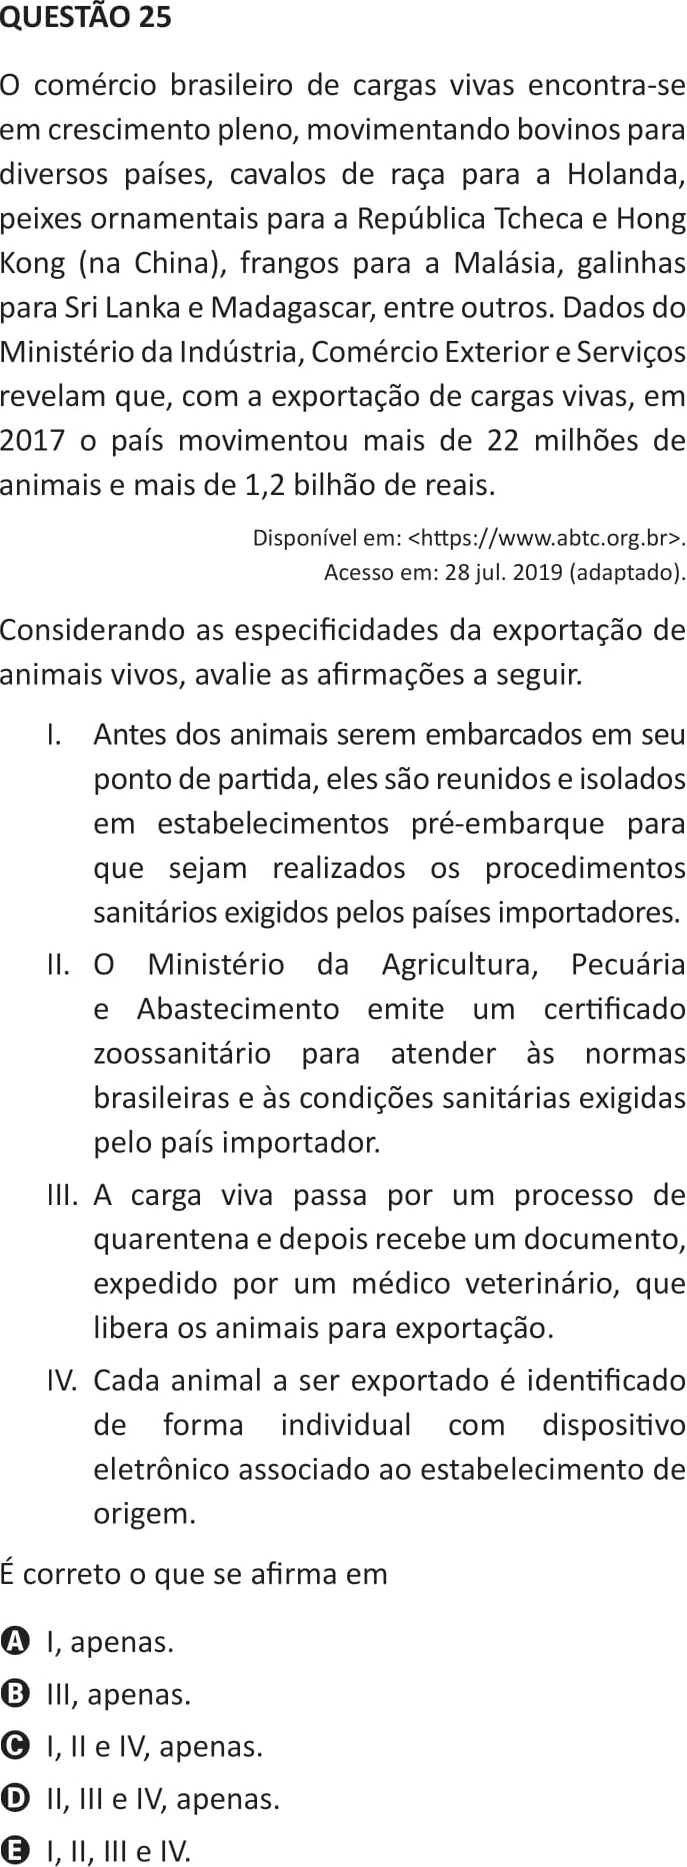 QUESTÃO 25
O comércio brasileiro de cargas vivas encontra-se
em crescimento pleno, movimentando bovinos para
diversos países, cavalos de raça para a Holanda,
peixes ornamentais para a República Tcheca e Hong
Kong (na China), frangos para a Malásia, galinhas
para Sri Lanka e Madagascar, entre outros. Dados do
Ministério da Indústria, Comércio Exterior e Serviços
revelam que, com a exportação de cargas vivas, em
2017 o país movimentou mais de 22 milhões de
animais e mais de 1,2 bilhão de reais.
Disponível em: <https://www.abtc.org.br>.
Acesso em: 28 jul. 2019 (adaptado).
Considerando as especificidades da exportação de
animais vivos, avalie as afirmações a seguir.
I. Antes dos animais serem embarcados em seu
ponto de partida, eles são reunidos e isolados
em estabelecimentos pré-embarque para
que sejam realizados os procedimentos
sanitários exigidos pelos países importadores.
II. O Ministério da Agricultura, Pecuária
e Abastecimento emite um certificado
zoossanitário para atender às normas
brasileiras e às condições sanitárias exigidas
pelo país importador.
III. A carga viva passa por um processo de
quarentena e depois recebe um documento,
expedido por um médico veterinário, que
libera os animais para exportação.
IV. Cada animal a ser exportado é identificado
de forma individual com dispositivo
eletrônico associado ao estabelecimento de
origem.
É correto o que se afirma em
A I, apenas.
B III, apenas.
C I, II e IV, apenas.
D II, III e IV, apenas.
E I, II, III e IV.